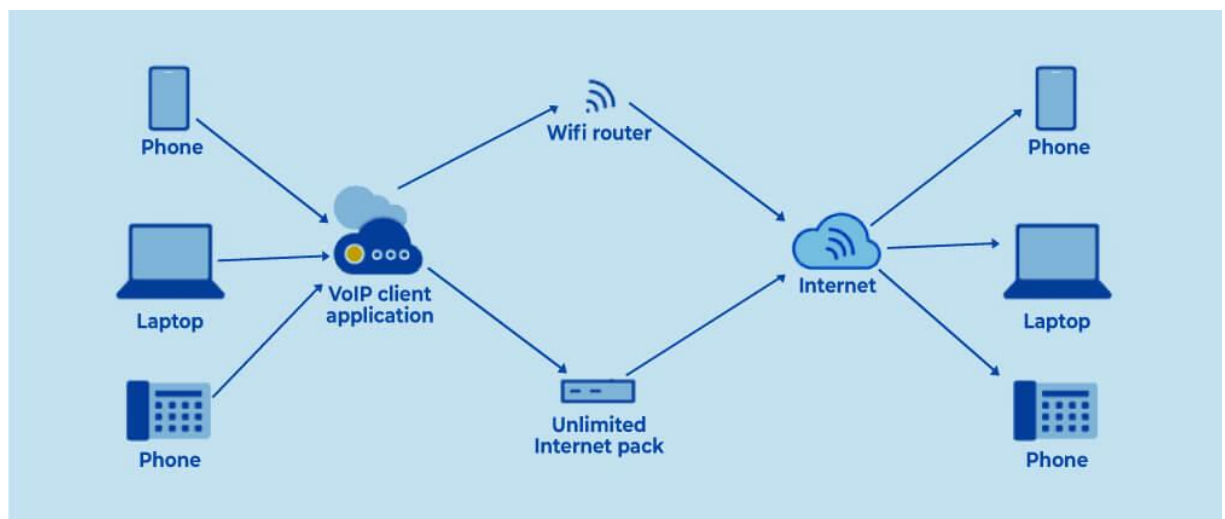 Phone
Laptop
Phone
VoIP client
application
Wifi router
Unlimited
Internet pack
Internet
Phone
Laptop
Phone